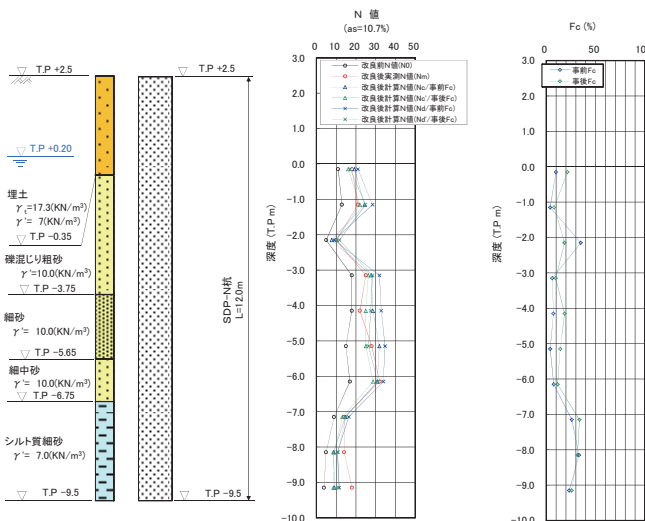 T.P +2.5
T.P +2.5
T.P +0.20
埋土
γt=17.3(KN/m³)
γ'= 7(KN/m³)
T.P -0.35
礫混じり粗砂
γ'=10.0(KN/m³)
T.P -3.75
細砂
γ'= 10.0(KN/m³)
T.P -5.65
細中砂
γ'= 10.0(KN/m³)
T.P -6.75
シルト質細砂
γ'= 7.0(KN/m³)
T.P -9.5
T.P -9.5
SDP-N杭
L=12.0m
N 値
(as=10.7%)
0 10 20 30 40 50
改良前N値(N0)
改良後実測N値(Nm)
改良後計算N値(Nc/事前Fc)
改良後計算N値(Nc'/事後Fc)
改良後計算N値(Nd/事前Fc)
改良後計算N値(Nd'/事後Fc)
3.0
2.0
1.0
0.0
-1.0
-2.0
-3.0
-4.0
-5.0
-6.0
-7.0
-8.0
-9.0
-10.0
深度(T.P m)
Fc (%)
0 50 100
事前Fc
事後Fc
3.0
2.0
1.0
0.0
-1.0
-2.0
-3.0
-4.0
-5.0
-6.0
-7.0
-8.0
-9.0
-10.0
深度(T.P m)